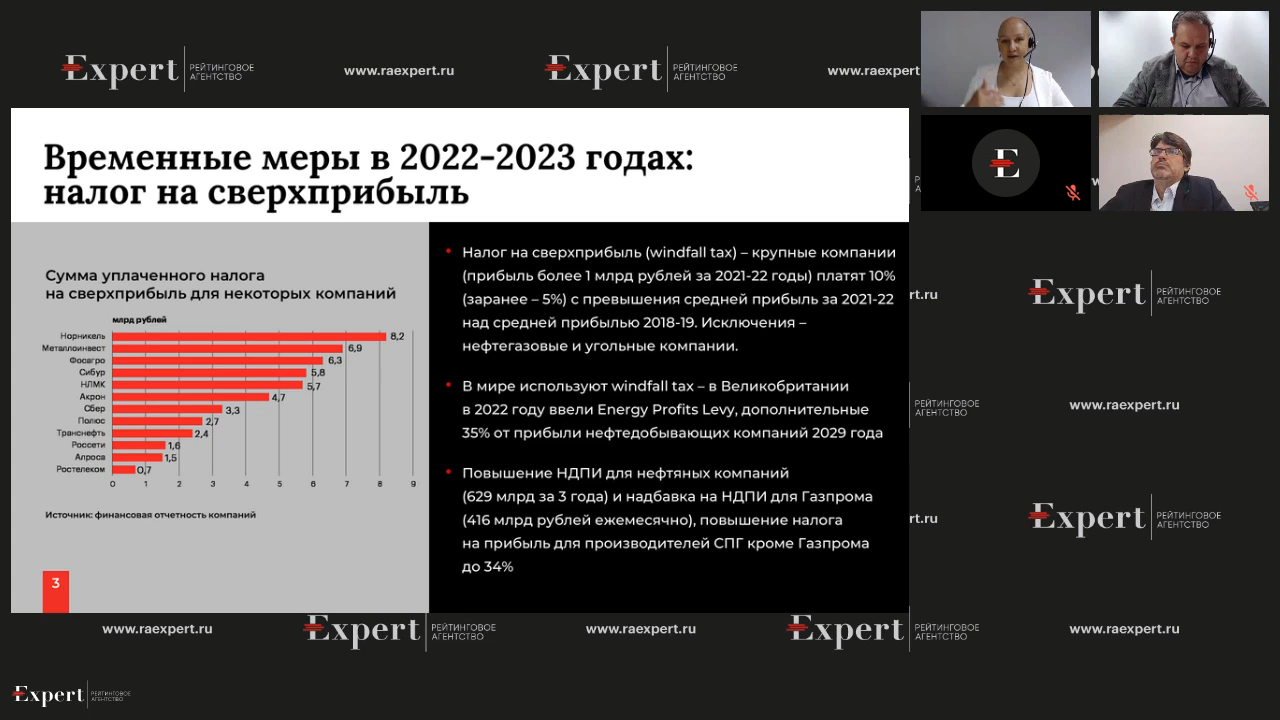 Expert
РЕЙТИНГОВОЕ
АГЕНТСТВО
www.raexpert.ru
Expert
РЕЙТИНГОВОЕ
АГЕНТСТВО
www.raexpert
Временные меры в 2022-2023 годах:
налог на сверхприбыль
Сумма уплаченного налога
на сверхприбыль для некоторых компаний
млрд рублей
Норникель 8,2
Металлоинвест 6,9
Фосагро 6,3
Сибур 5,8
НЛМК 5,7
Акрон 4,7
Сбер 3,3
Полюс 2,7
Транснефть 2,4
Россети 1,6
Алроса 1,5
Ростелеком 0,7
0 1 2 3 4 5 6 7 8 9
Источник: финансовая отчетность компаний
3
• Налог на сверхприбыль (windfall tax) – крупные компании
(прибыль более 1 млрд рублей за 2021-22 годы) платят 10%
(заранее – 5%) с превышения средней прибыль за 2021-22
над средней прибылью 2018-19. Исключения –
нефтегазовые и угольные компании.
• В мире используют windfall tax – в Великобритании
в 2022 году ввели Energy Profits Levy, дополнительные
35% от прибыли нефтедобывающих компаний 2029 года
• Повышение НДПИ для нефтяных компаний
(629 млрд за 3 года) и надбавка на НДПИ для Газпрома
(416 млрд рублей ежемесячно), повышение налога
на прибыль для производителей СПГ кроме Газпрома
до 34%
E
rt.ru
Expert
РЕЙТИНГОВОЕ
АГЕНТСТВО
РЕЙТИНГОВОЕ
АГЕНТСТВО
www.raexpert.ru
rt.ru
Expert
РЕЙТИНГОВОЕ
АГЕНТСТВО
www.raexpert.ru
Expert
РЕЙТИНГОВОЕ
АГЕНТСТВО
www.raexpert.ru
Expert
РЕЙТИНГОВОЕ
АГЕНТСТВО
www.raexpert.ru
Expert
РЕЙТИНГОВОЕ
АГЕНТСТВО